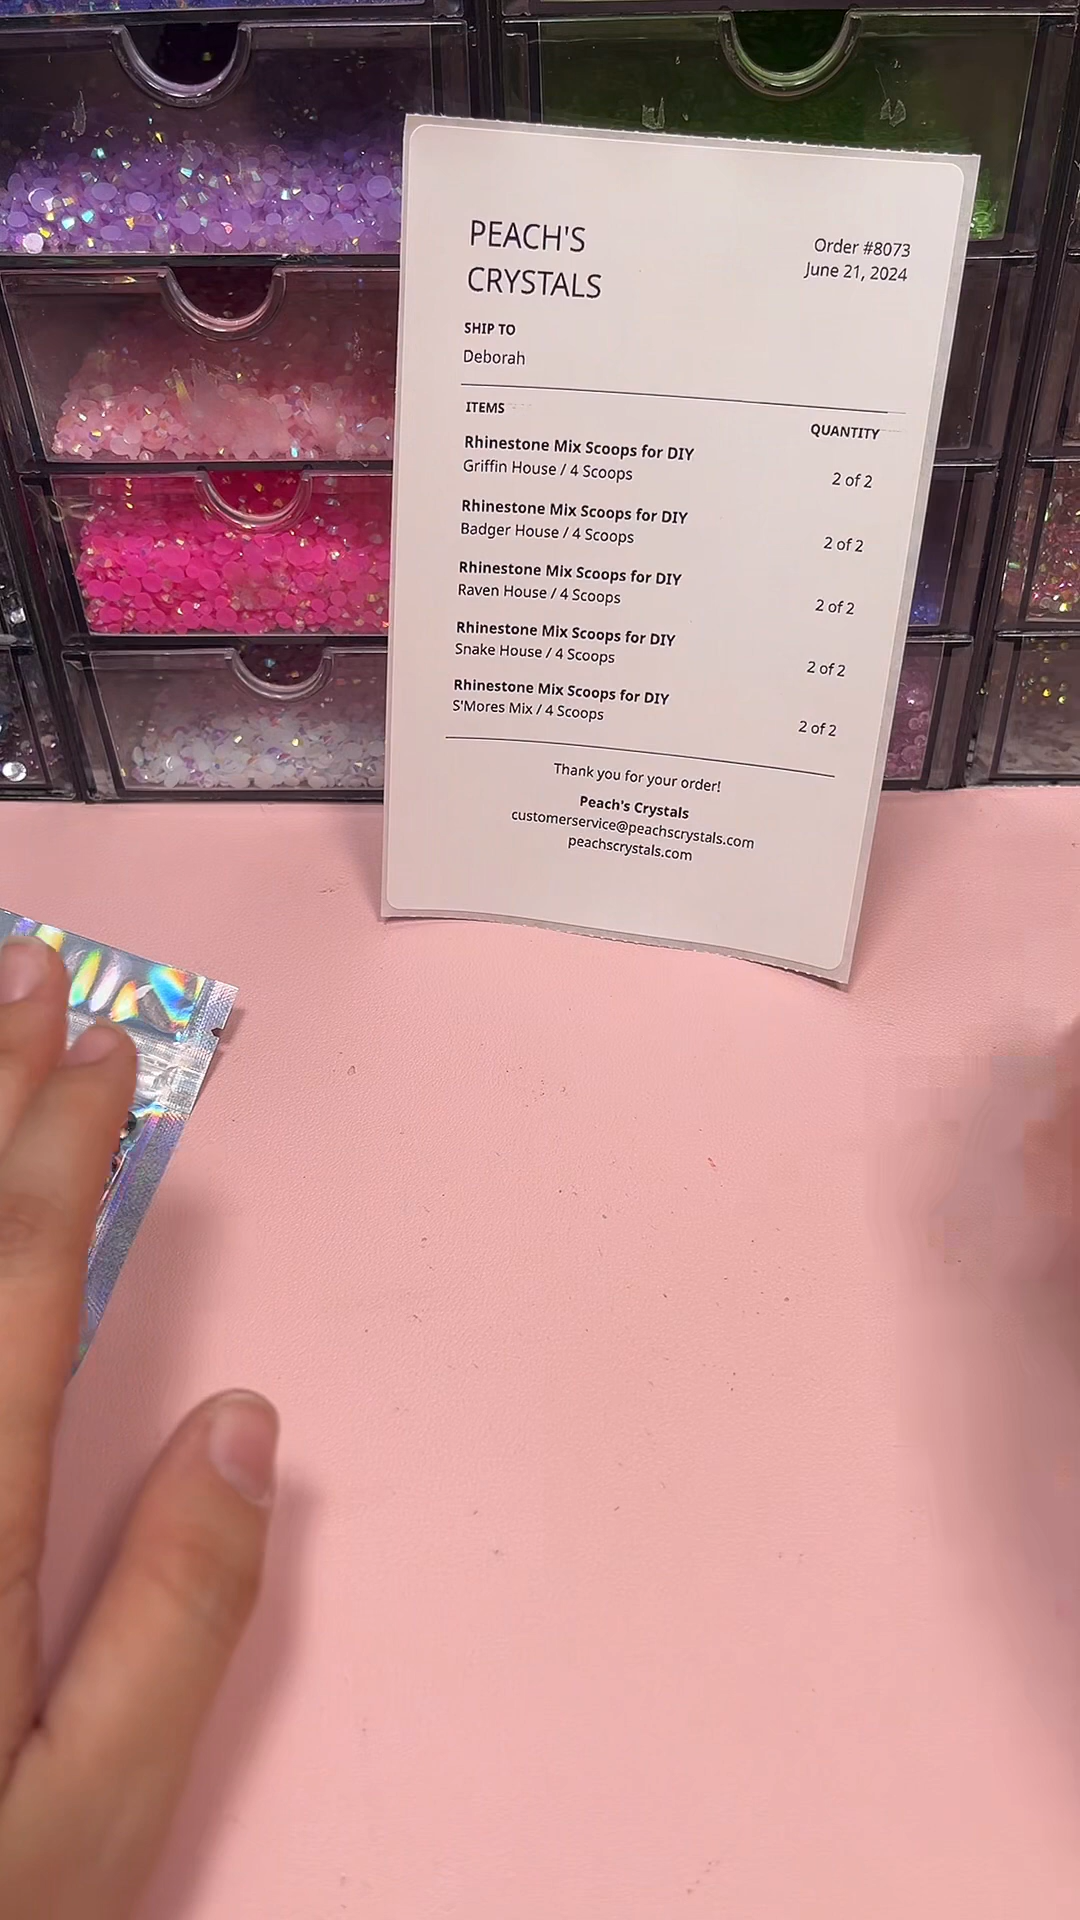 PEACH'S
CRYSTALS
Order #8073
June 21, 2024
SHIP TO
Deborah
ITEMS QUANTITY
Rhinestone Mix Scoops for DIY
Griffin House / 4 Scoops 2 of 2
Rhinestone Mix Scoops for DIY
Badger House / 4 Scoops 2 of 2
Rhinestone Mix Scoops for DIY
Raven House / 4 Scoops 2 of 2
Rhinestone Mix Scoops for DIY
Snake House / 4 Scoops 2 of 2
Rhinestone Mix Scoops for DIY
S'Mores Mix / 4 Scoops 2 of 2
Thank you for your order!
Peach's Crystals
customerservice@peachscrystals.com
peachscrystals.com